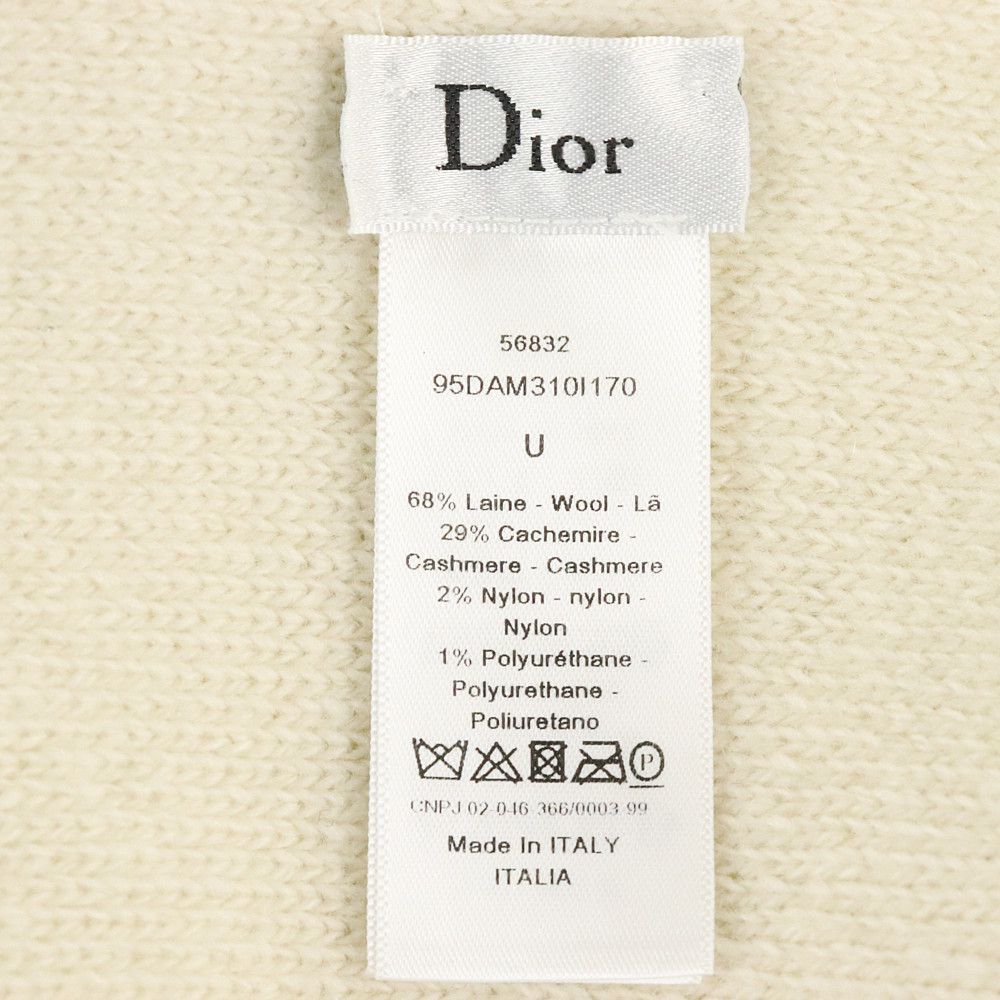 Dior
56832
95DAM310I170
U
68% Laine - Wool - Lã
29% Cachemire -
Cashmere - Cashmere
2% Nylon - nylon -
Nylon
1% Polyuréthane -
Polyurethane -
Poliuretano
P
CNPJ 02-046-366/0003-99
Made In ITALY
ITALIA